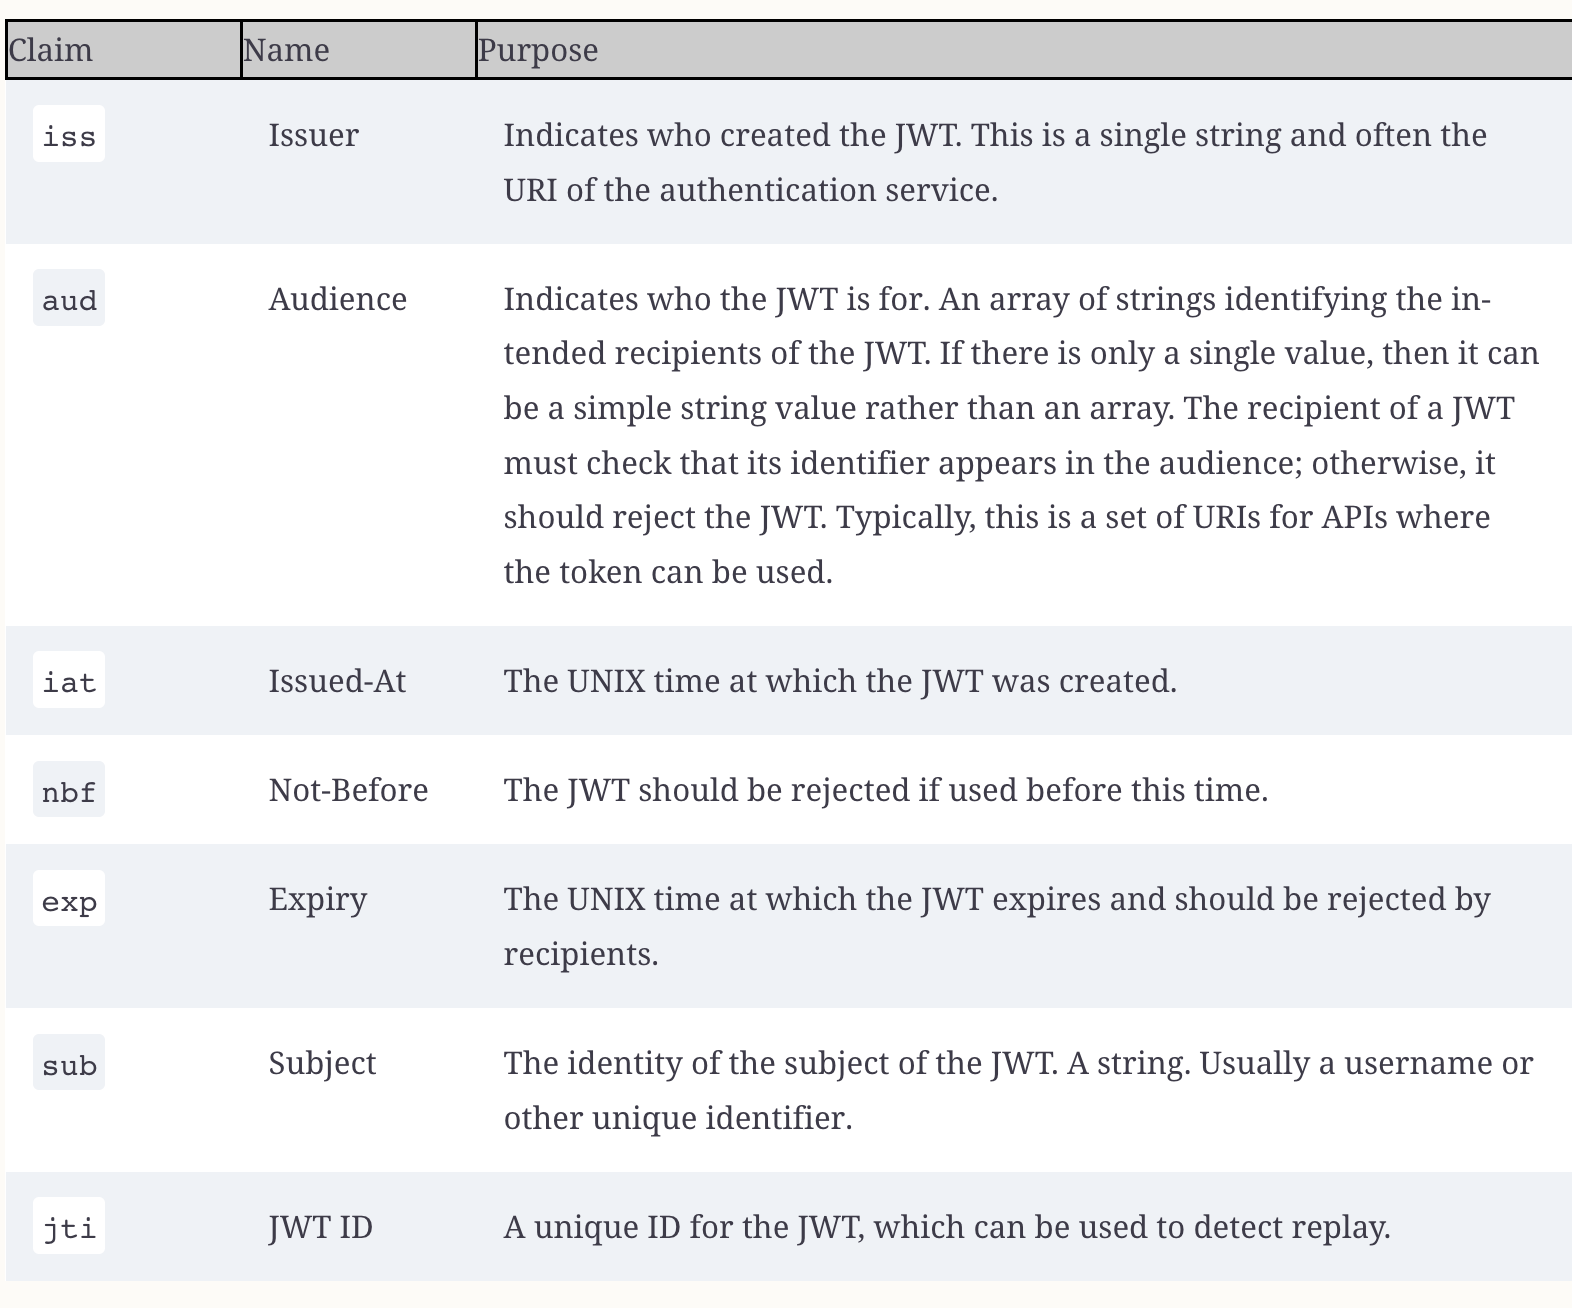 Claim Name Purpose
iss Issuer Indicates who created the JWT. This is a single string and often the
URI of the authentication service.
aud Audience Indicates who the JWT is for. An array of strings identifying the in-
tended recipients of the JWT. If there is only a single value, then it can
be a simple string value rather than an array. The recipient of a JWT
must check that its identifier appears in the audience; otherwise, it
should reject the JWT. Typically, this is a set of URIs for APIs where
the token can be used.
iat Issued-At The UNIX time at which the JWT was created.
nbf Not-Before The JWT should be rejected if used before this time.
exp Expiry The UNIX time at which the JWT expires and should be rejected by
recipients.
sub Subject The identity of the subject of the JWT. A string. Usually a username or
other unique identifier.
jti JWT ID A unique ID for the JWT, which can be used to detect replay.